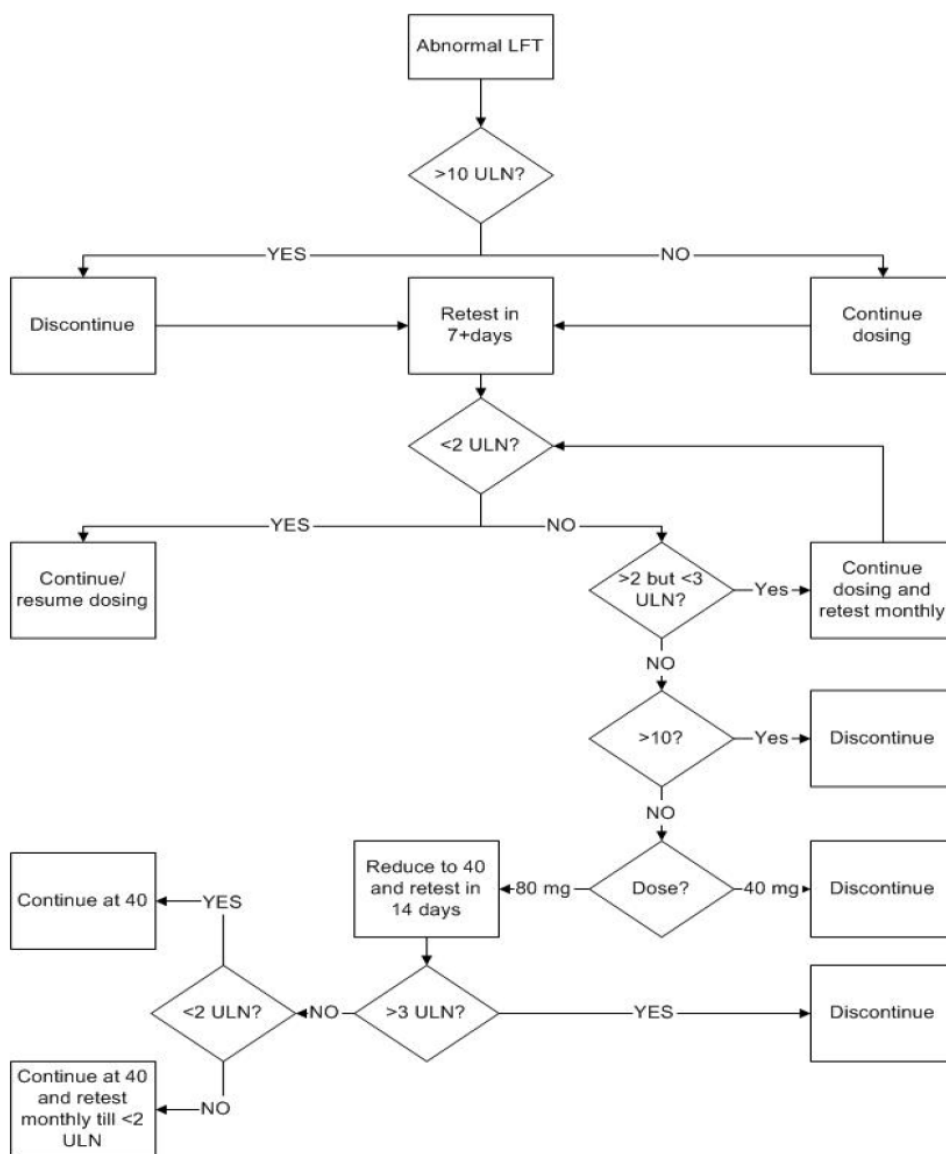 Abnormal LFT
>10 ULN?
YES
NO
Discontinue
Retest in
7+days
Continue
dosing
<2 ULN?
YES
NO
Continue/
resume dosing
>2 but <3
ULN?
Yes
Continue
dosing and
retest monthly
NO
>10?
Yes
Discontinue
NO
Continue at 40
YES
Reduce to 40
and retest in
14 days
80 mg
Dose?
40 mg
Discontinue
<2 ULN?
NO
>3 ULN?
YES
Discontinue
Continue at 40
and retest
monthly till <2
ULN
NO